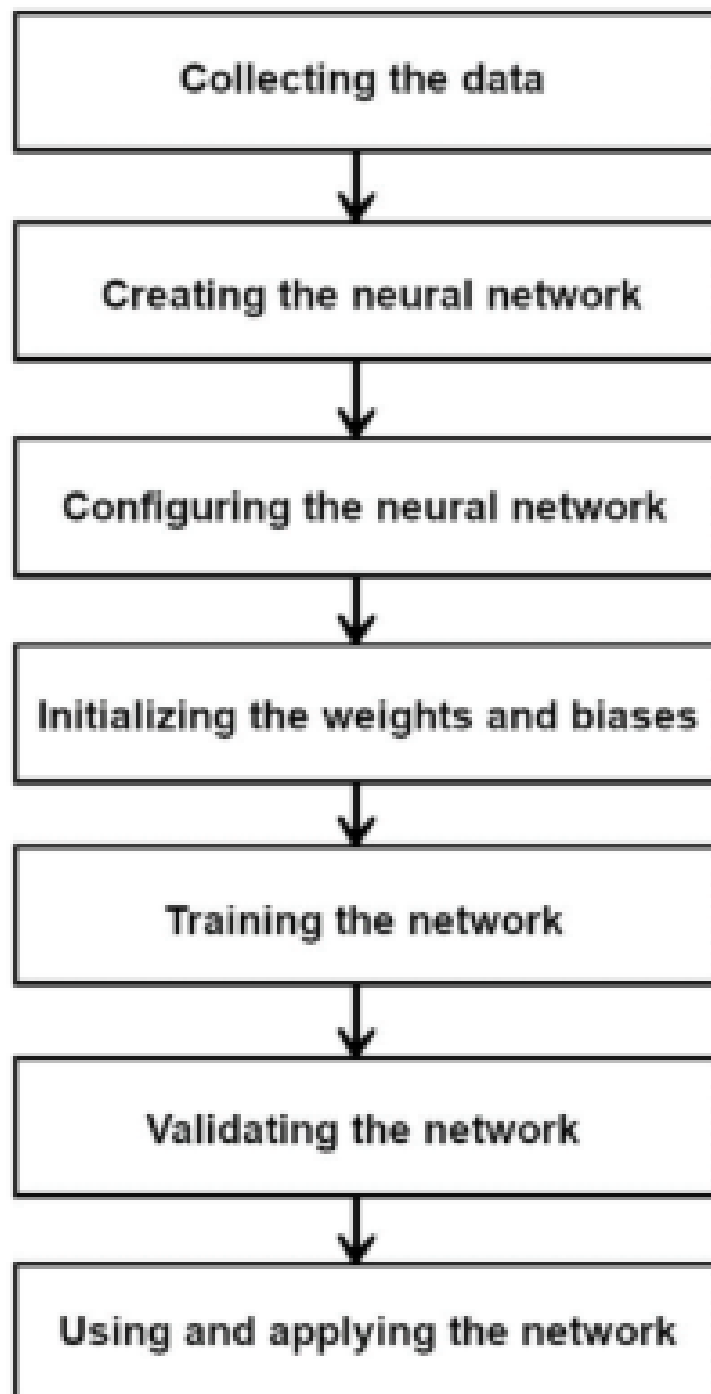 Collecting the data
Creating the neural network
Configuring the neural network
Initializing the weights and biases
Training the network
Validating the network
Using and applying the network